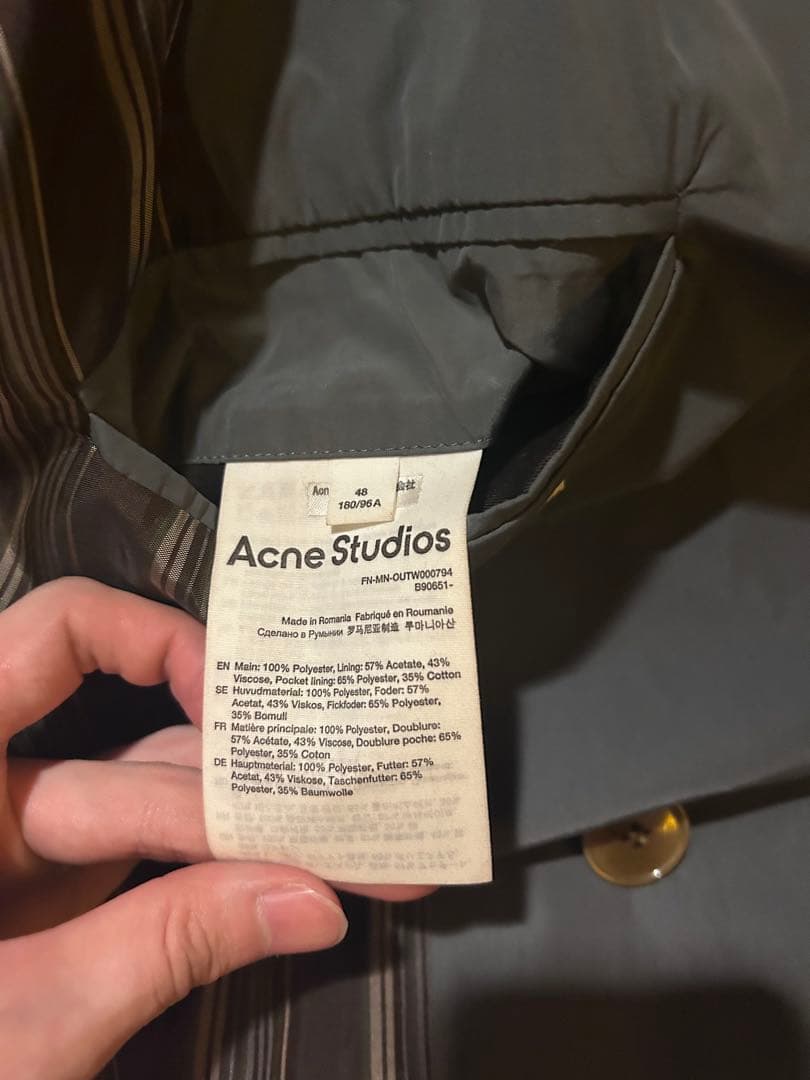 Aon
48
会社
180/96A
Acne Studios
FN-MN-OUTW000794
B90651-
Made in Romania Fabriqué en Roumanie
Сделано в Румынии 罗马尼亚制造 루마니아산
EN Main: 100% Polyester, Lining: 57% Acetate, 43%
Viscose, Pocket lining: 65% Polyester, 35% Cotton
SE Huvudmaterial: 100% Polyester, Foder: 57%
Acetat, 43% Viskos, Fickfoder: 65% Polyester,
35% Bomull
FR Matière principale: 100% Polyester, Doublure:
57% Acétate, 43% Viscose, Doublure poche: 65%
Polyester, 35% Coton
DE Hauptmaterial: 100% Polyester, Futter: 57%
Acetat, 43% Viskose, Taschenfutter: 65%
Polyester, 35% Baumwolle